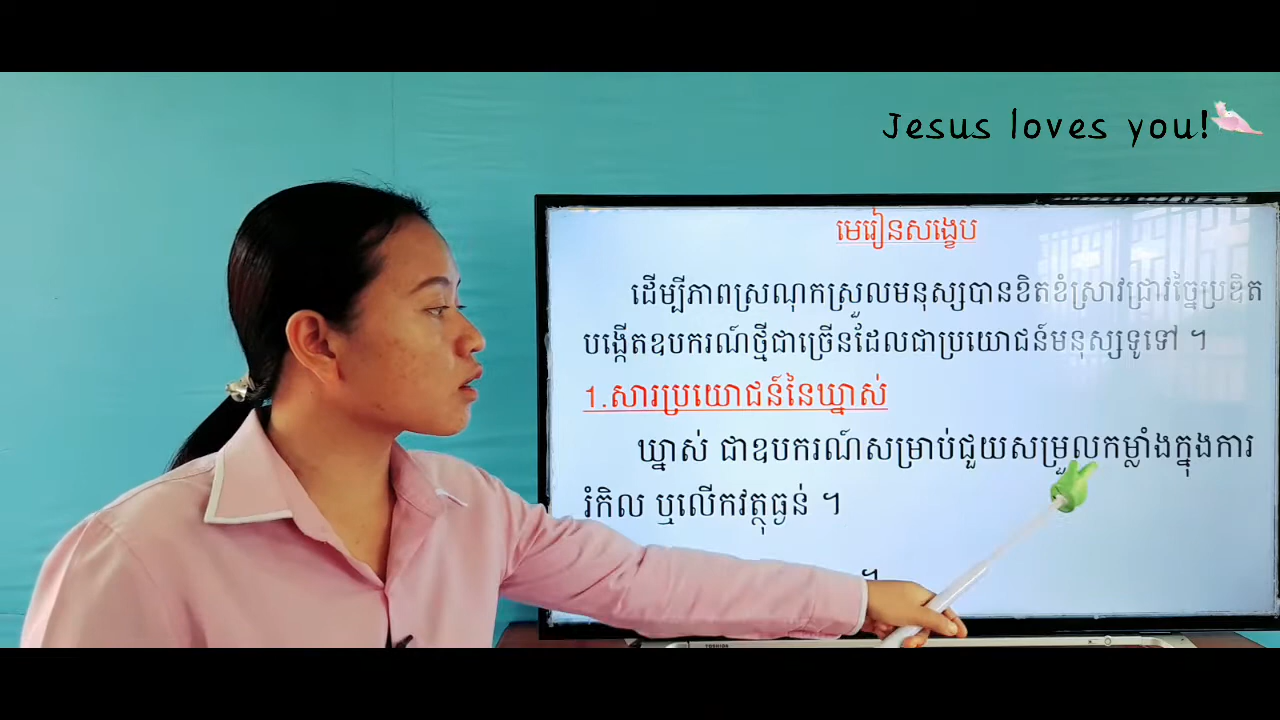 Jesus loves you!
មេរៀនសង្ខេប
ដើម្បីភាពស្រណុកស្រួលមនុស្សបានខិតខំស្រាវជ្រាវច្នៃប្រឌិត
បង្កើតឧបករណ៍ថ្មីជាច្រើនដែលជាប្រយោជន៍មនុស្សទូទៅ ។
1.សារប្រយោជន៍នៃឃ្នាស់
ឃ្នាស់ ជាឧបករណ៍សម្រាប់ជួយសម្រួលកម្លាំងក្នុងការ
រំកិល ឬលើកវត្ថុធ្ងន់ ។
។
TOSHIBA